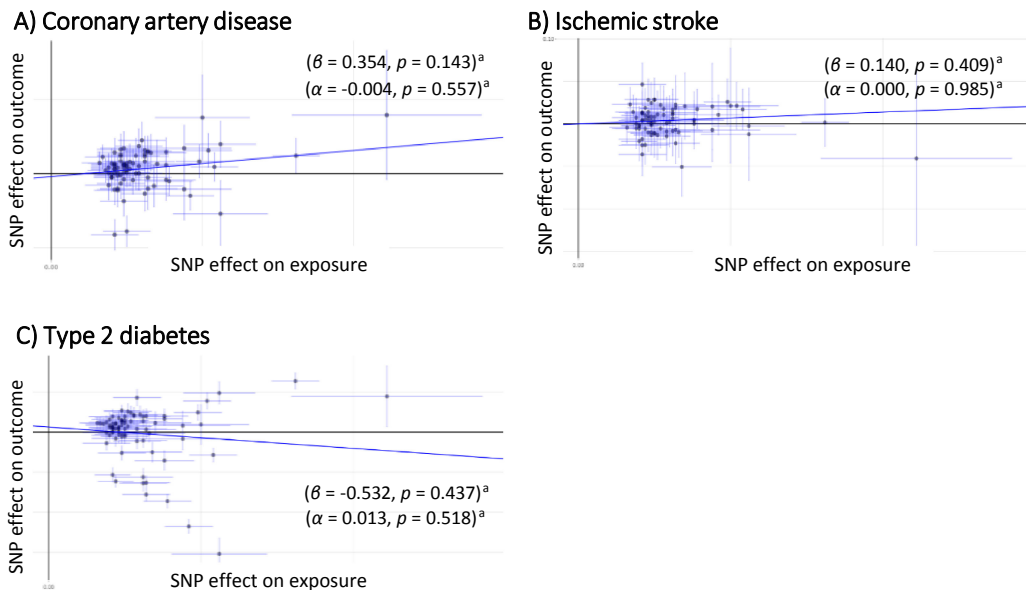 A) Coronary artery disease
SNP effect on outcome
(β = 0.354, p = 0.143)ᵃ
(α = -0.004, p = 0.557)ᵃ
0.00
SNP effect on exposure
B) Ischemic stroke
0.10
SNP effect on outcome
(β = 0.140, p = 0.409)ᵃ
(α = 0.000, p = 0.985)ᵃ
0.00
SNP effect on exposure
C) Type 2 diabetes
SNP effect on outcome
(β = -0.532, p = 0.437)ᵃ
(α = 0.013, p = 0.518)ᵃ
0.00
SNP effect on exposure